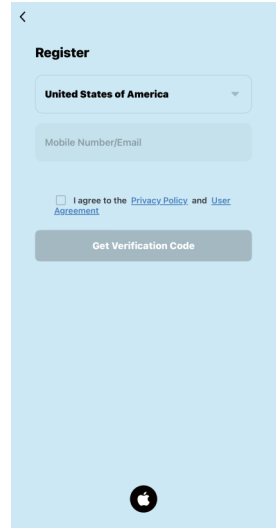 Register
United States of America
Mobile Number/Email
I agree to the Privacy Policy and User
Agreement
Get Verification Code